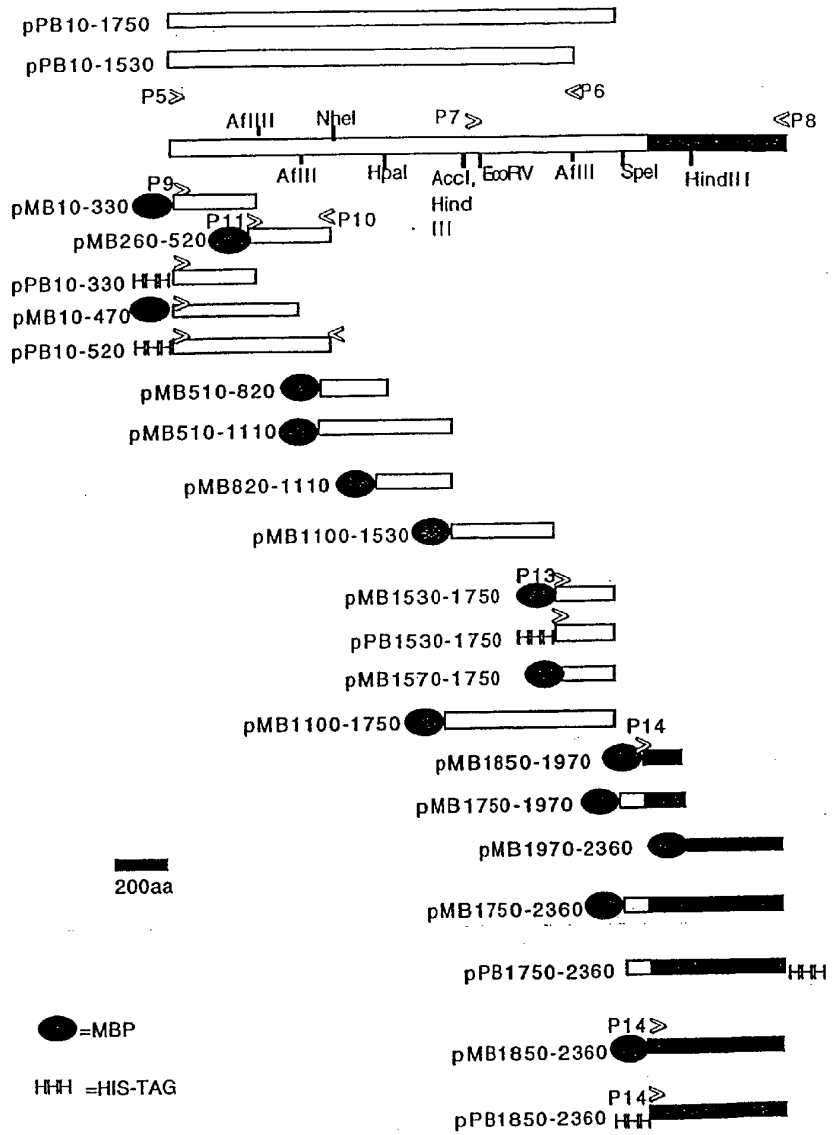 pPB10-1750
pPB10-1530
P5
P6
AflIII
NheI
P7
P8
AflII
HpaI
AccI,
Hind
III
EcoRV
AflII
SpeI
HindIII
P9
pMB10-330
P11
P10
pMB260-520
pPB10-330
pMB10-470
pPB10-520
pMB510-820
pMB510-1110
pMB820-1110
pMB1100-1530
P13
pMB1530-1750
pPB1530-1750
pMB1570-1750
pMB1100-1750
P14
pMB1850-1970
pMB1750-1970
pMB1970-2360
200aa
pMB1750-2360
pPB1750-2360
=MBP
P14
pMB1850-2360
=HIS-TAG
P14
pPB1850-2360